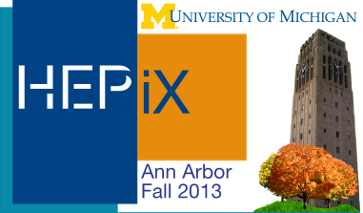 M UNIVERSITY OF MICHIGAN
HEPiX
Ann Arbor
Fall 2013